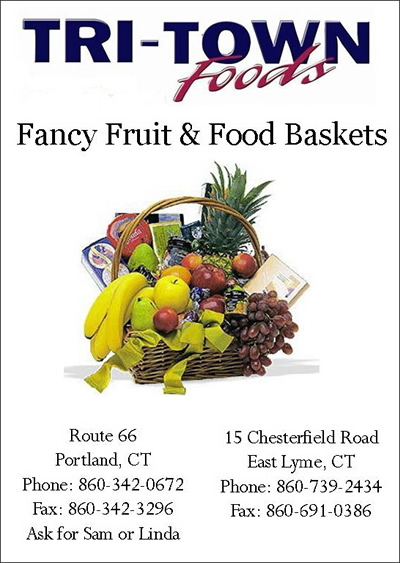 TRI-TOWN
Foods
Fancy Fruit & Food Baskets
Route 66
Portland, CT
Phone: 860-342-0672
Fax: 860-342-3296
Ask for Sam or Linda
15 Chesterfield Road
East Lyme, CT
Phone: 860-739-2434
Fax: 860-691-0386